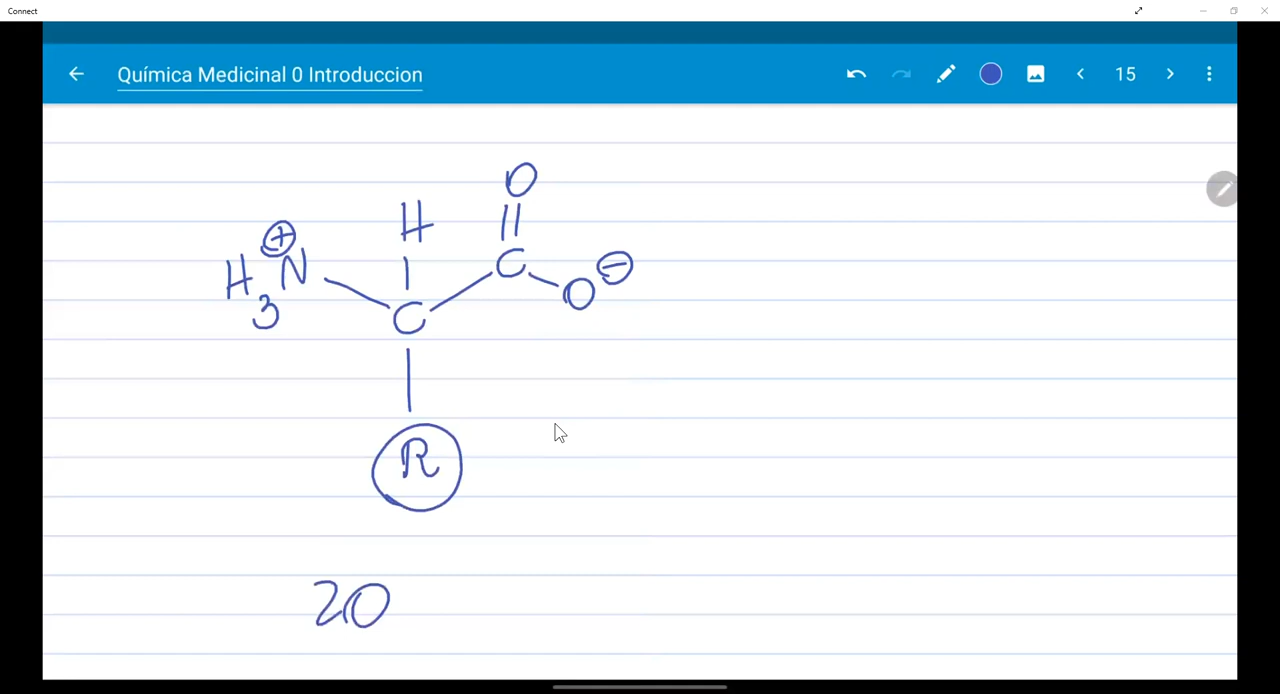 Connect
Química Medicinal 0 Introduccion
15
O
H
⊕
H3N
C
O
⊖
C
R
20